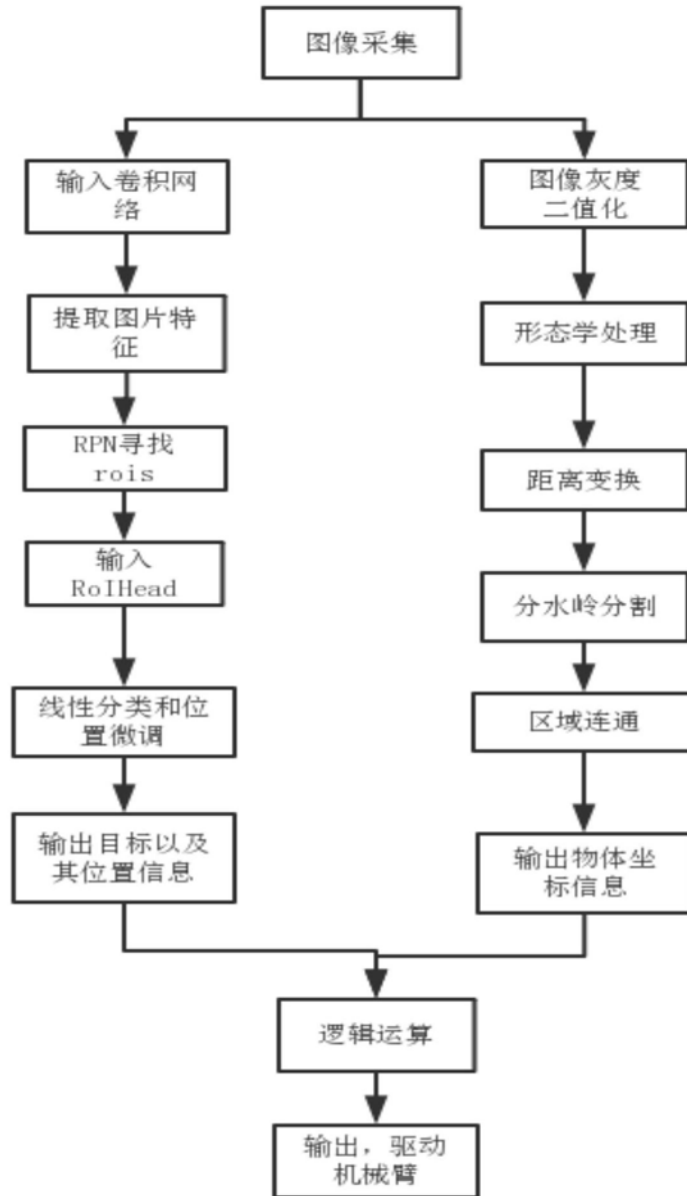 图像采集
输入卷积网
络
提取图片特
征
RPN寻找
rois
输入
RoIHead
线性分类和位
置微调
输出目标以及
其位置信息
图像灰度
二值化
形态学处理
距离变换
分水岭分割
区域连通
输出物体坐
标信息
逻辑运算
输出，驱动
机械臂